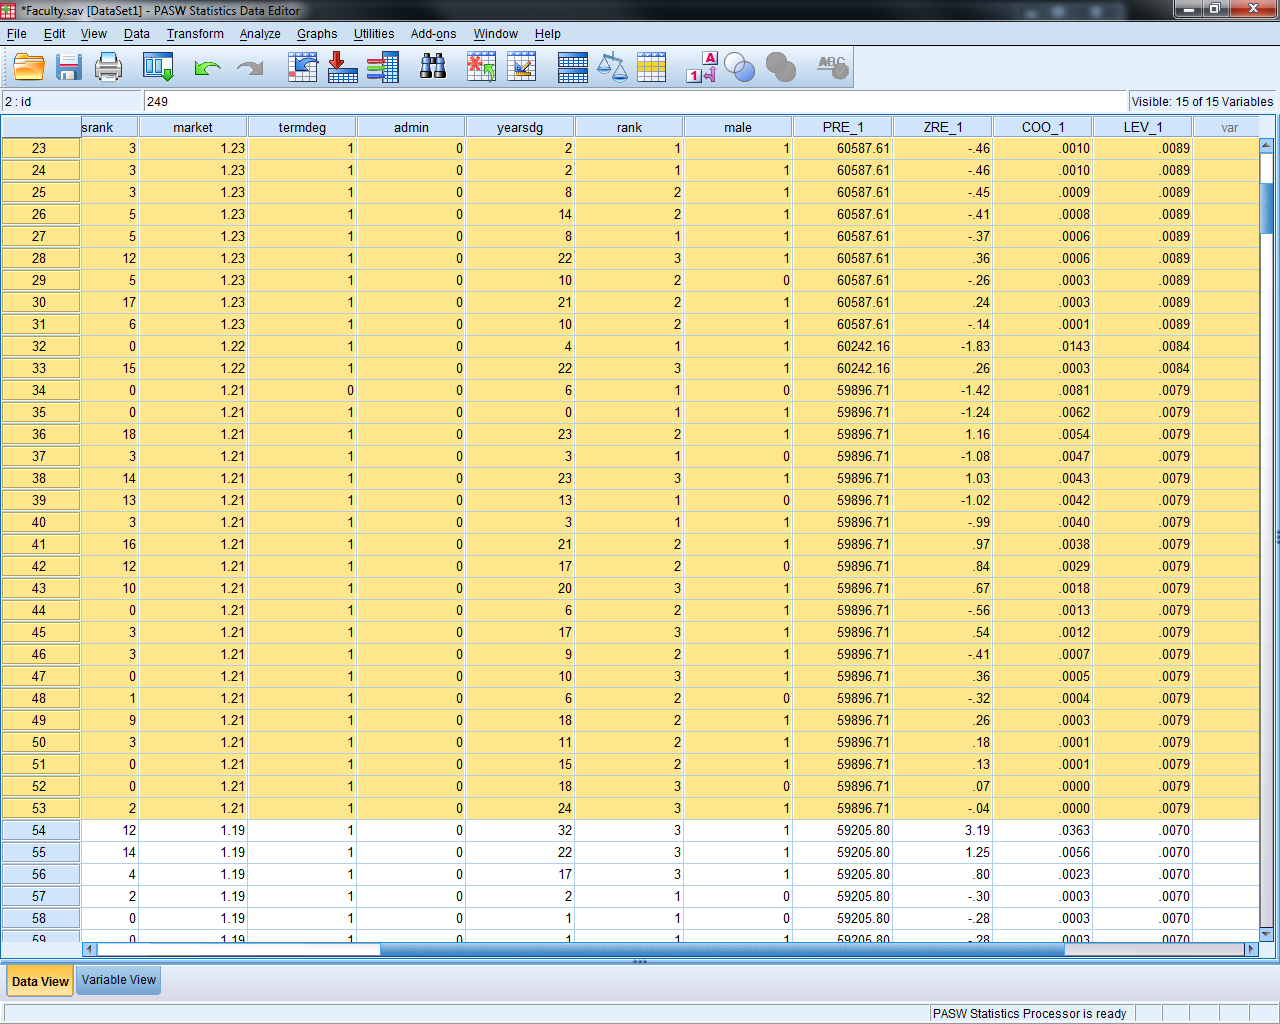 *Faculty.sav [DataSet1] - PASW Statistics Data Editor
File Edit View Data Transform Analyze Graphs Utilities Add-ons Window Help
2 : id 249 Visible: 15 of 15 Variables
srank market termdeg admin yearsdg rank male PRE_1 ZRE_1 COO_1 LEV_1 var
23 3 1.23 1 0 2 1 1 60587.61 -.46 .0010 .0089
24 3 1.23 1 0 2 1 1 60587.61 -.46 .0010 .0089
25 3 1.23 1 0 8 2 1 60587.61 -.45 .0009 .0089
26 5 1.23 1 0 14 2 1 60587.61 -.41 .0008 .0089
27 5 1.23 1 0 8 1 1 60587.61 -.37 .0006 .0089
28 12 1.23 1 0 22 3 1 60587.61 .36 .0006 .0089
29 5 1.23 1 0 10 2 0 60587.61 -.26 .0003 .0089
30 17 1.23 1 0 21 2 1 60587.61 .24 .0003 .0089
31 6 1.23 1 0 10 2 1 60587.61 -.14 .0001 .0089
32 0 1.22 1 0 4 1 1 60242.16 -1.83 .0143 .0084
33 15 1.22 1 0 22 3 1 60242.16 .26 .0003 .0084
34 0 1.21 0 0 6 1 0 59896.71 -1.42 .0081 .0079
35 0 1.21 1 0 0 1 1 59896.71 -1.24 .0062 .0079
36 18 1.21 1 0 23 2 1 59896.71 1.16 .0054 .0079
37 3 1.21 1 0 3 1 0 59896.71 -1.08 .0047 .0079
38 14 1.21 1 0 23 3 1 59896.71 1.03 .0043 .0079
39 13 1.21 1 0 13 1 0 59896.71 -1.02 .0042 .0079
40 3 1.21 1 0 3 1 1 59896.71 -.99 .0040 .0079
41 16 1.21 1 0 21 2 1 59896.71 .97 .0038 .0079
42 12 1.21 1 0 17 2 0 59896.71 .84 .0029 .0079
43 10 1.21 1 0 20 3 1 59896.71 .67 .0018 .0079
44 0 1.21 1 0 6 2 1 59896.71 -.56 .0013 .0079
45 3 1.21 1 0 17 3 1 59896.71 .54 .0012 .0079
46 3 1.21 1 0 9 2 1 59896.71 -.41 .0007 .0079
47 0 1.21 1 0 10 3 1 59896.71 .36 .0005 .0079
48 1 1.21 1 0 6 2 0 59896.71 -.32 .0004 .0079
49 9 1.21 1 0 18 2 1 59896.71 .26 .0003 .0079
50 3 1.21 1 0 11 2 1 59896.71 .18 .0001 .0079
51 0 1.21 1 0 15 2 1 59896.71 .13 .0001 .0079
52 0 1.21 1 0 18 3 0 59896.71 .07 .0000 .0079
53 2 1.21 1 0 24 3 1 59896.71 -.04 .0000 .0079
54 12 1.19 1 0 32 3 1 59205.80 3.19 .0363 .0070
55 14 1.19 1 0 22 3 1 59205.80 1.25 .0056 .0070
56 4 1.19 1 0 17 3 1 59205.80 .80 .0023 .0070
57 2 1.19 1 0 2 1 0 59205.80 -.30 .0003 .0070
58 0 1.19 1 0 1 1 0 59205.80 -.28 .0003 .0070
59 0 1.19 1 0 1 1 1 59205.80 -.28 .0003 .0070
Data View Variable View
PASW Statistics Processor is ready